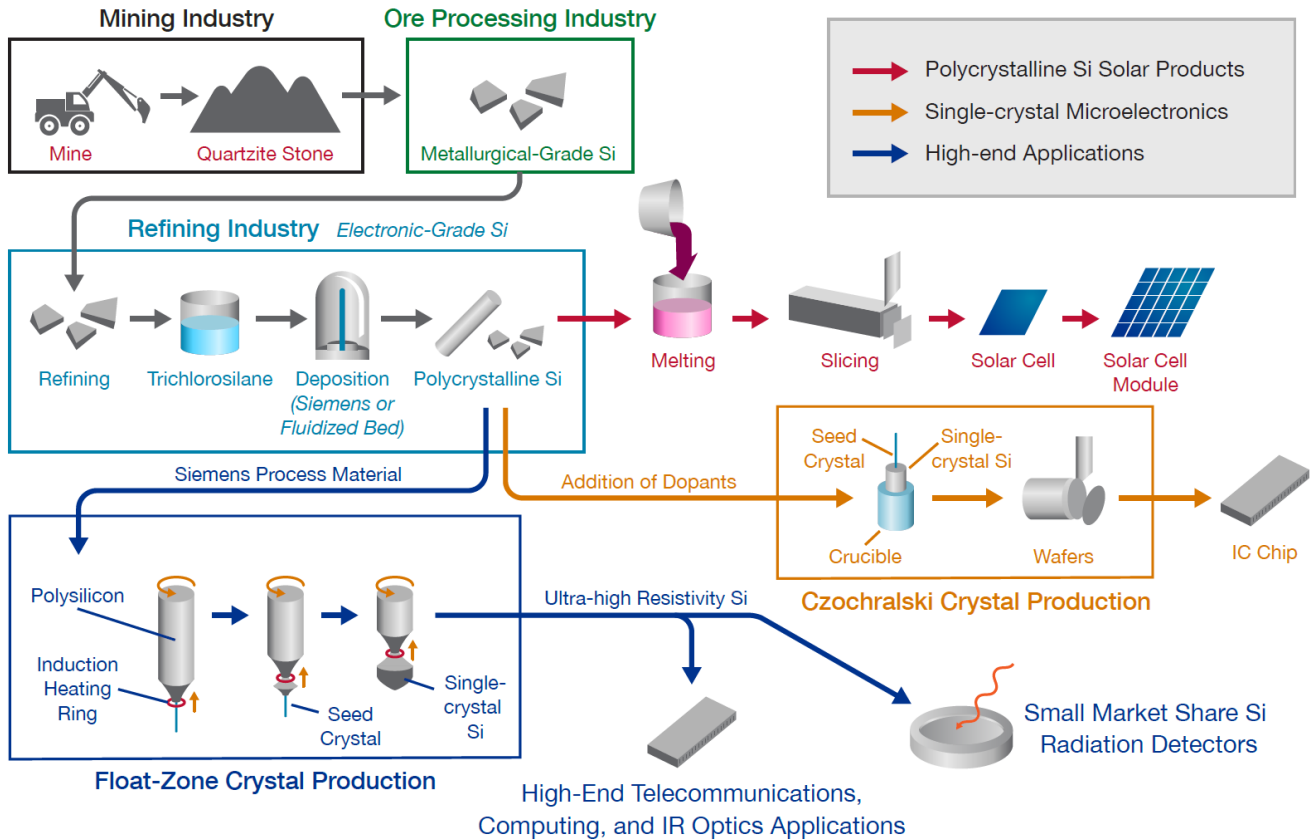 Mining Industry
Ore Processing Industry
Mine
Quartzite Stone
Metallurgical-Grade Si
Polycrystalline Si Solar Products
Single-crystal Microelectronics
High-end Applications
Refining Industry Electronic-Grade Si
Refining
Trichlorosilane
Deposition
(Siemens or
Fluidized Bed)
Polycrystalline Si
Melting
Slicing
Solar Cell
Solar Cell
Module
Siemens Process Material
Addition of Dopants
Seed
Crystal
Single-
crystal Si
Crucible
Wafers
IC Chip
Czochralski Crystal Production
Polysilicon
Induction
Heating
Ring
Seed
Crystal
Single-
crystal
Si
Float-Zone Crystal Production
Ultra-high Resistivity Si
High-End Telecommunications,
Computing, and IR Optics Applications
Small Market Share Si
Radiation Detectors